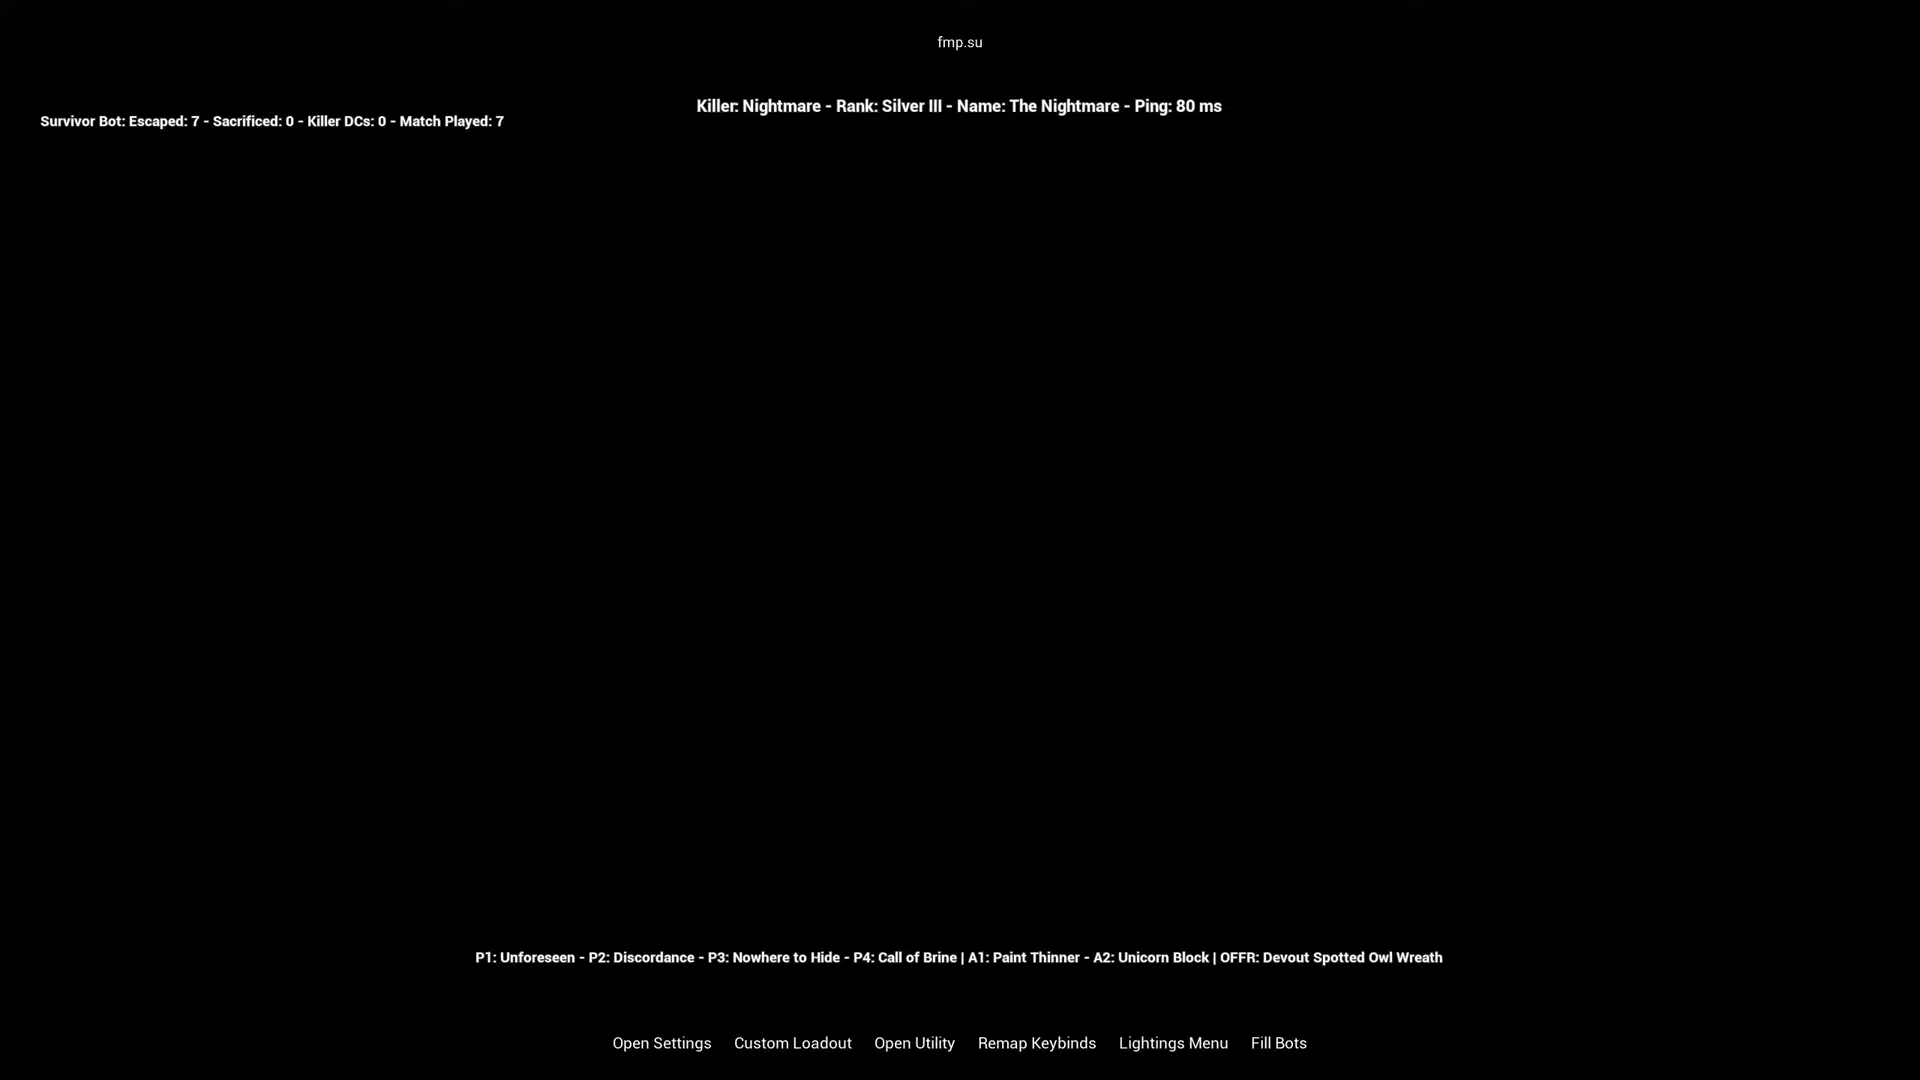 fmp.su
Killer: Nightmare - Rank: Silver III - Name: The Nightmare - Ping: 80 ms
Survivor Bot: Escaped: 7 - Sacrificed: 0 - Killer DCs: 0 - Match Played: 7
P1: Unforeseen - P2: Discordance - P3: Nowhere to Hide - P4: Call of Brine | A1: Paint Thinner - A2: Unicorn Block | OFFR: Devout Spotted Owl Wreath
Open Settings Custom Loadout Open Utility Remap Keybinds Lightings Menu Fill Bots